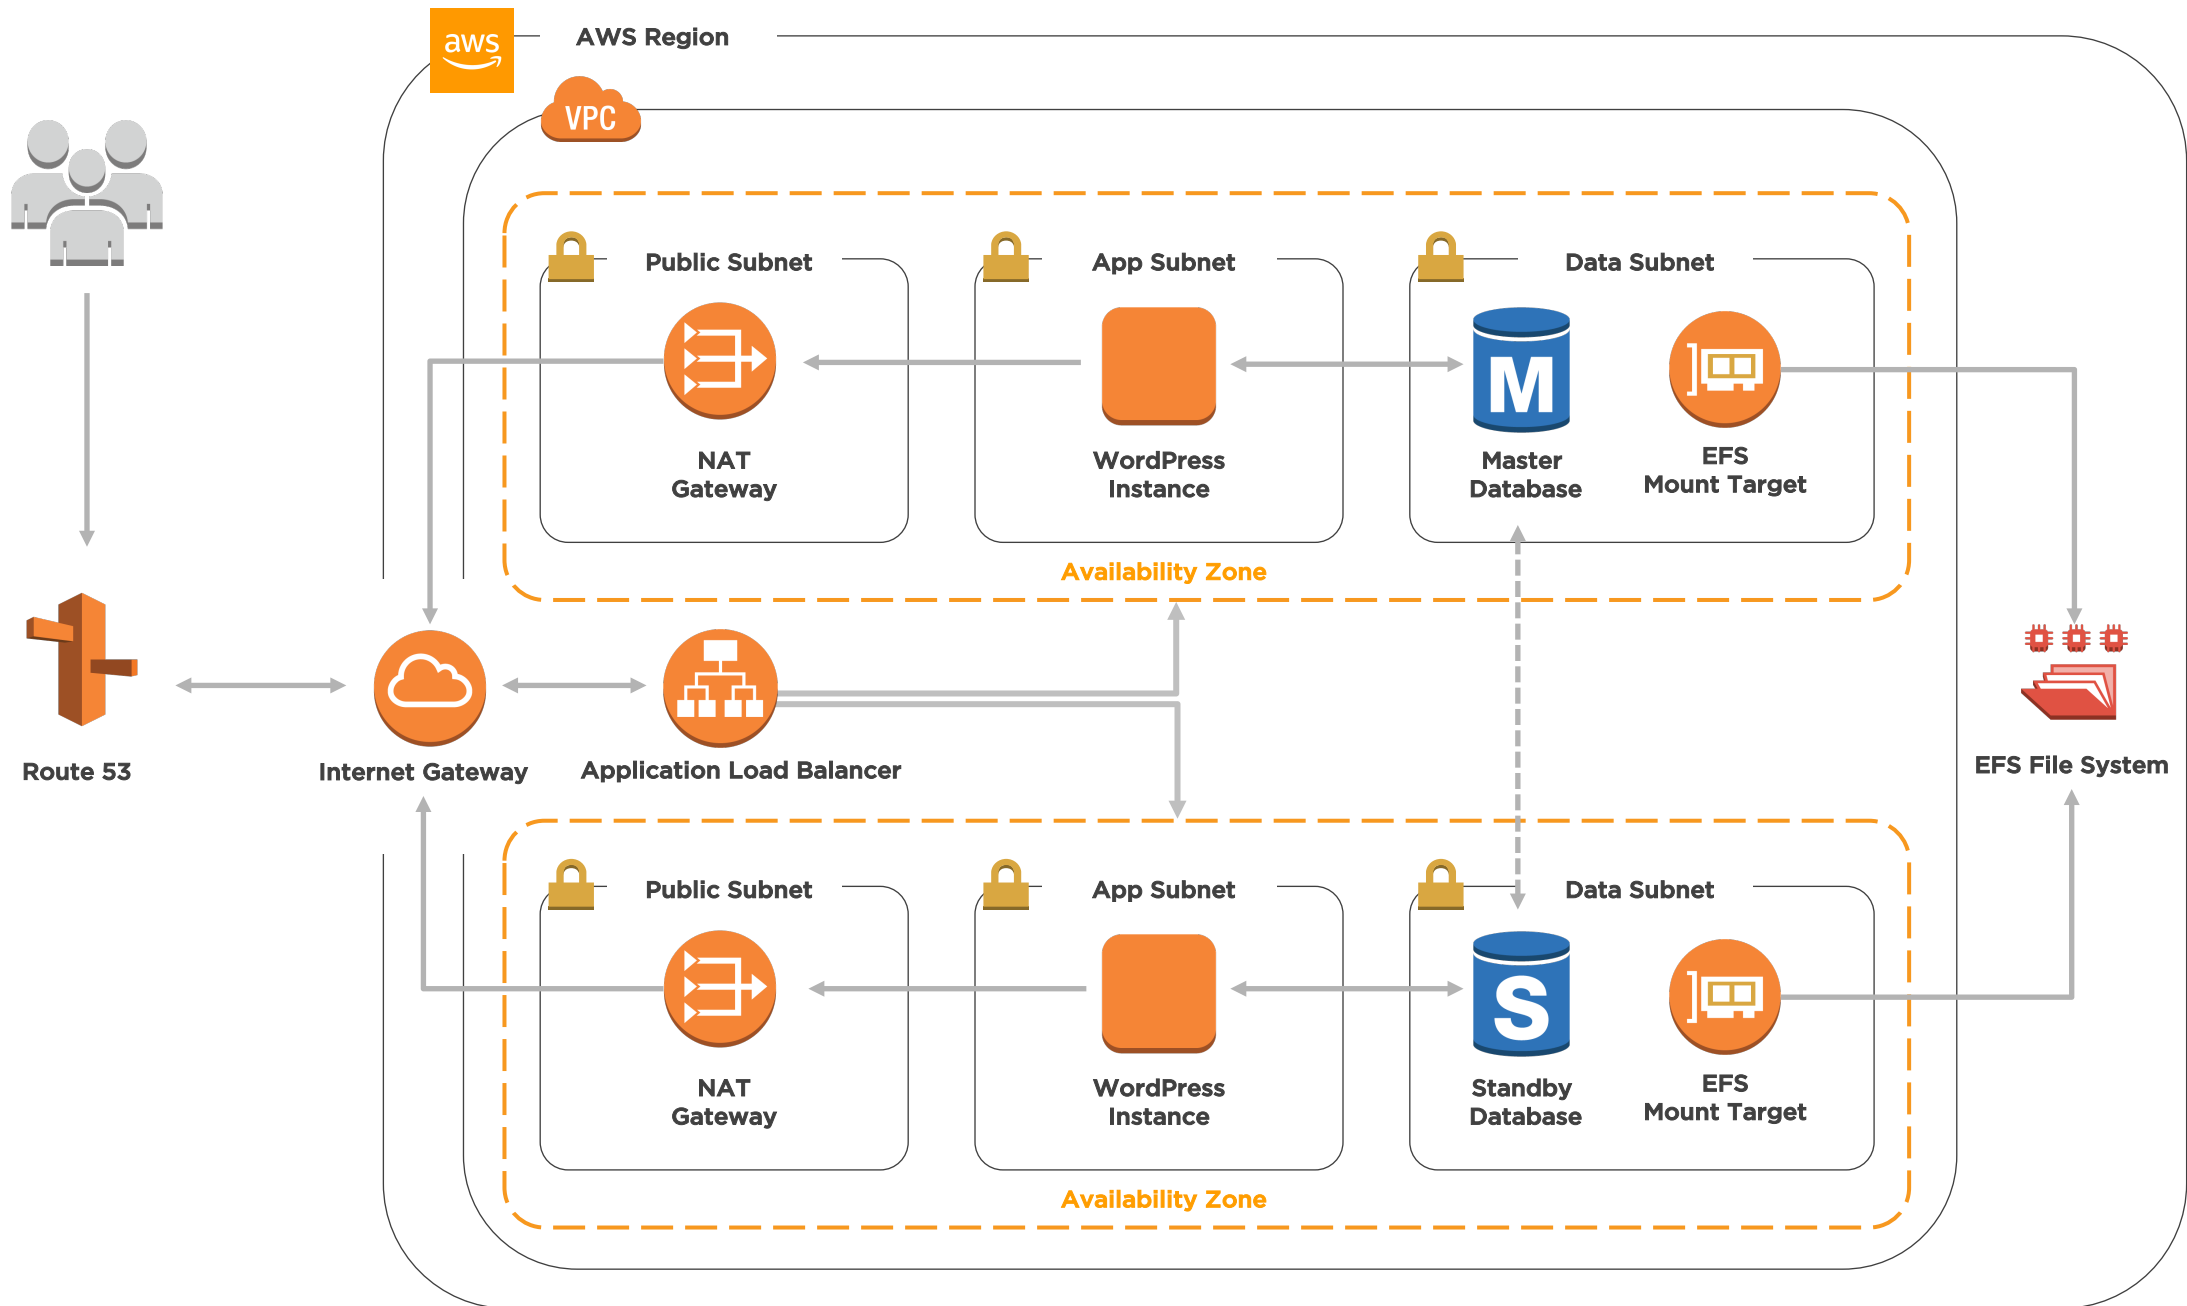 aws
AWS Region
VPC
Public Subnet
App Subnet
Data Subnet
M
NAT
Gateway
WordPress
Instance
Master
Database
EFS
Mount Target
Availability Zone
Route 53
Internet Gateway
Application Load Balancer
EFS File System
Public Subnet
App Subnet
Data Subnet
S
NAT
Gateway
WordPress
Instance
Standby
Database
EFS
Mount Target
Availability Zone